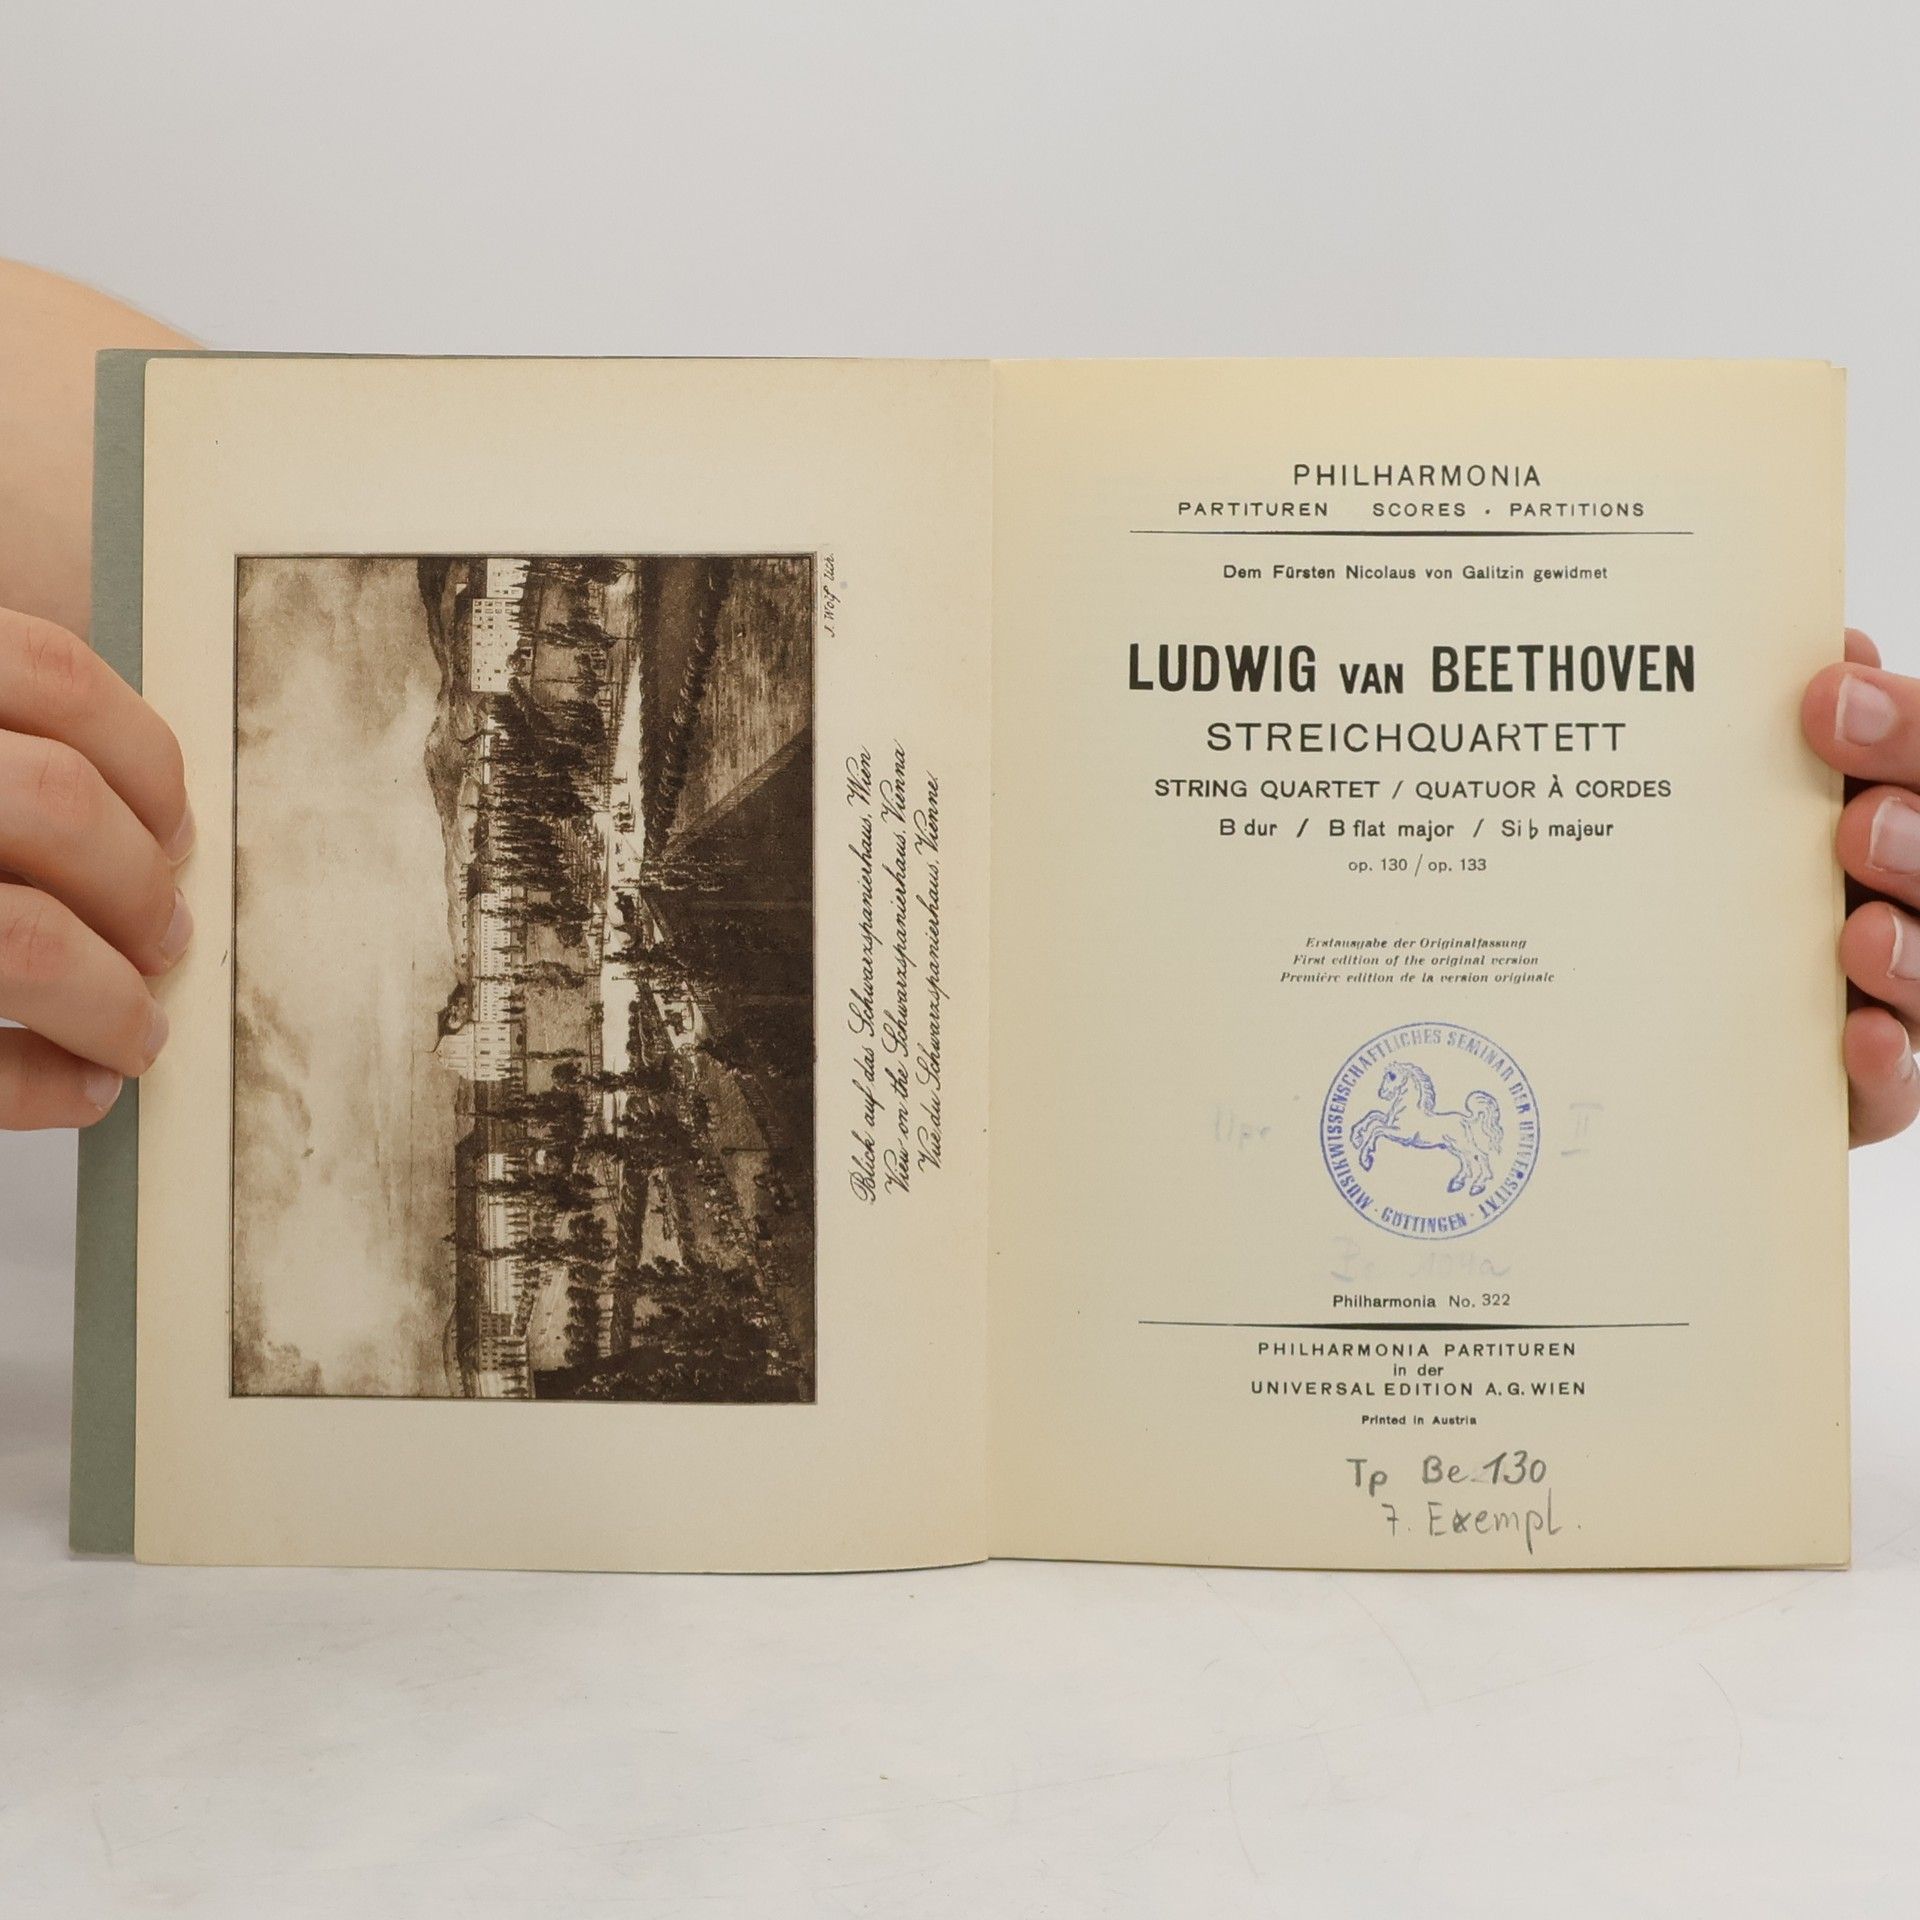 J. Wolf lith.
Blick auf das Schwarzspanierhaus, Wien
View on the Schwarzspanierhaus, Vienna
Vue du Schwarzspanierhaus, Vienne.
PHILHARMONIA
PARTITUREN SCORES · PARTITIONS
Dem Fürsten Nicolaus von Galitzin gewidmet
LUDWIG VAN BEETHOVEN
STREICHQUARTETT
STRING QUARTET / QUATUOR À CORDES
B dur / B flat major / Si♭ majeur
op. 130 / op. 133
Erstausgabe der Originalfassung
First edition of the original version
Première edition de la version originale
MUSIKWISSENSCHAFTLICHES SEMINAR DER UNIVERSITÄT · GÖTTINGEN ·
II
Philharmonia No. 322
PHILHARMONIA PARTITUREN
in der
UNIVERSAL EDITION A. G. WIEN
Printed in Austria
Tp Be 130
7. Exempl.